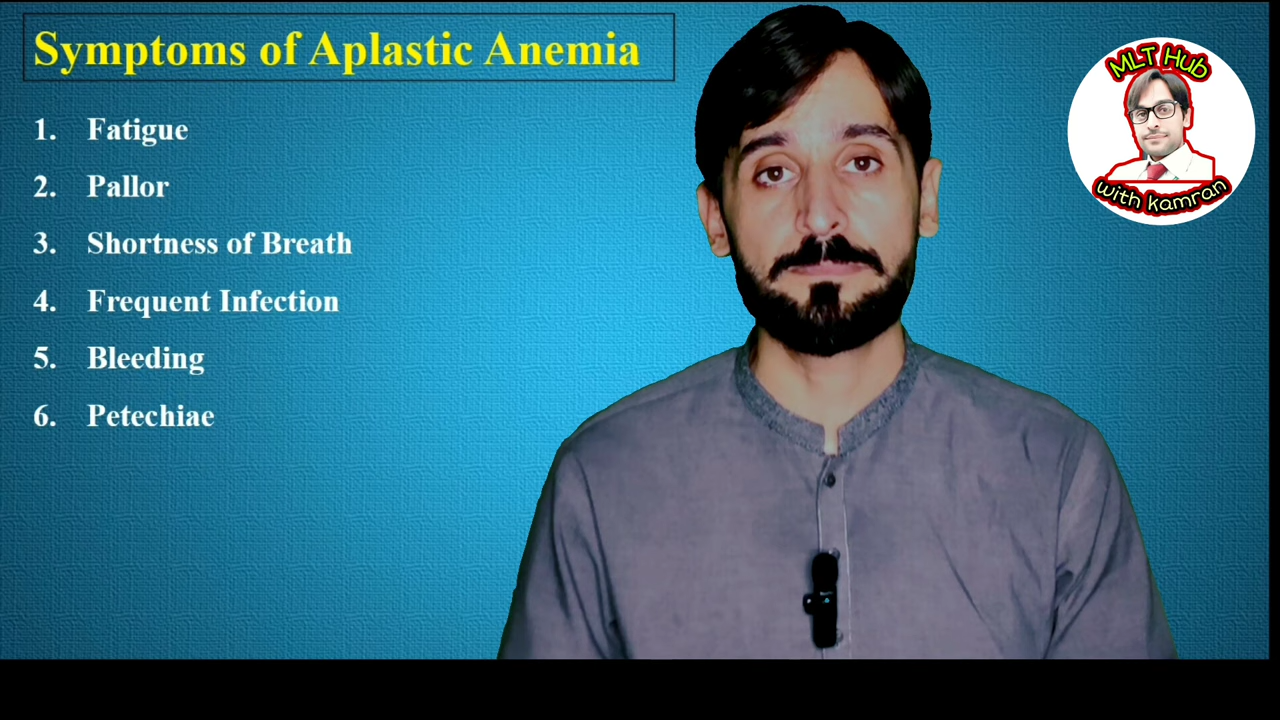 Symptoms of Aplastic Anemia
1. Fatigue
2. Pallor
3. Shortness of Breath
4. Frequent Infection
5. Bleeding
6. Petechiae
MLT Hub
with kamran